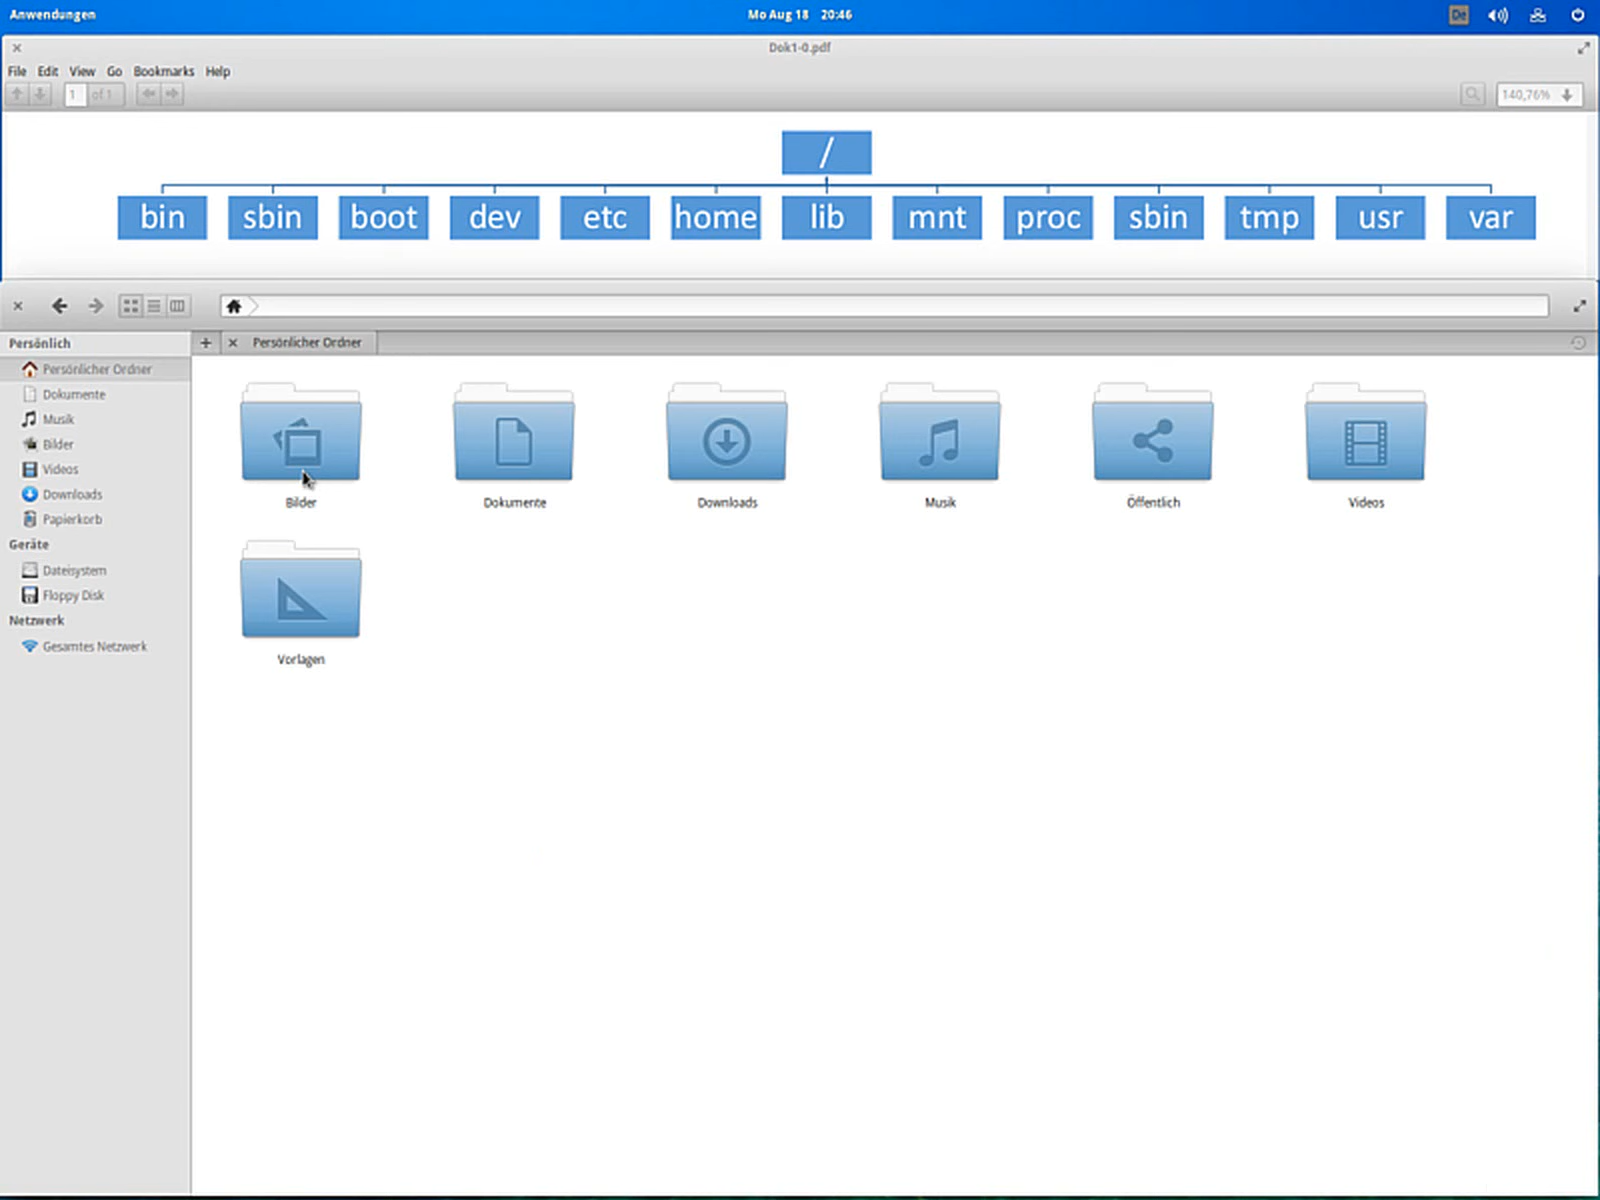 Anwendungen Mo Aug 18 20:46 De
Dok1-0.pdf
File Edit View Go Bookmarks Help
1 of 1 140,76%
/
bin sbin boot dev etc home lib mnt proc sbin tmp usr var
Persönlich
Persönlicher Ordner
Dokumente
Musik
Bilder
Videos
Downloads
Papierkorb
Geräte
Dateisystem
Floppy Disk
Netzwerk
Gesamtes Netzwerk
Persönlicher Ordner
Bilder Dokumente Downloads Musik Öffentlich Videos
Vorlagen